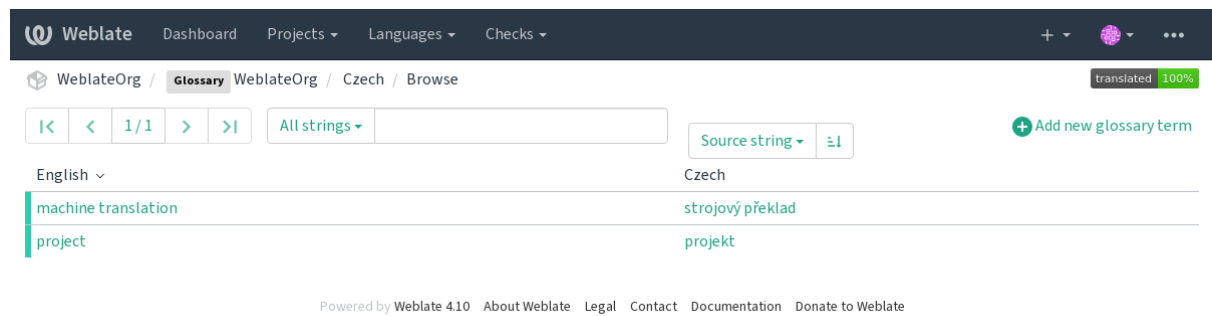 Weblate Dashboard Projects Languages Checks
WeblateOrg / Glossary WeblateOrg / Czech / Browse translated 100%
1 / 1 All strings Source string Add new glossary term
English Czech
machine translation strojový překlad
project projekt
Powered by Weblate 4.10 About Weblate Legal Contact Documentation Donate to Weblate